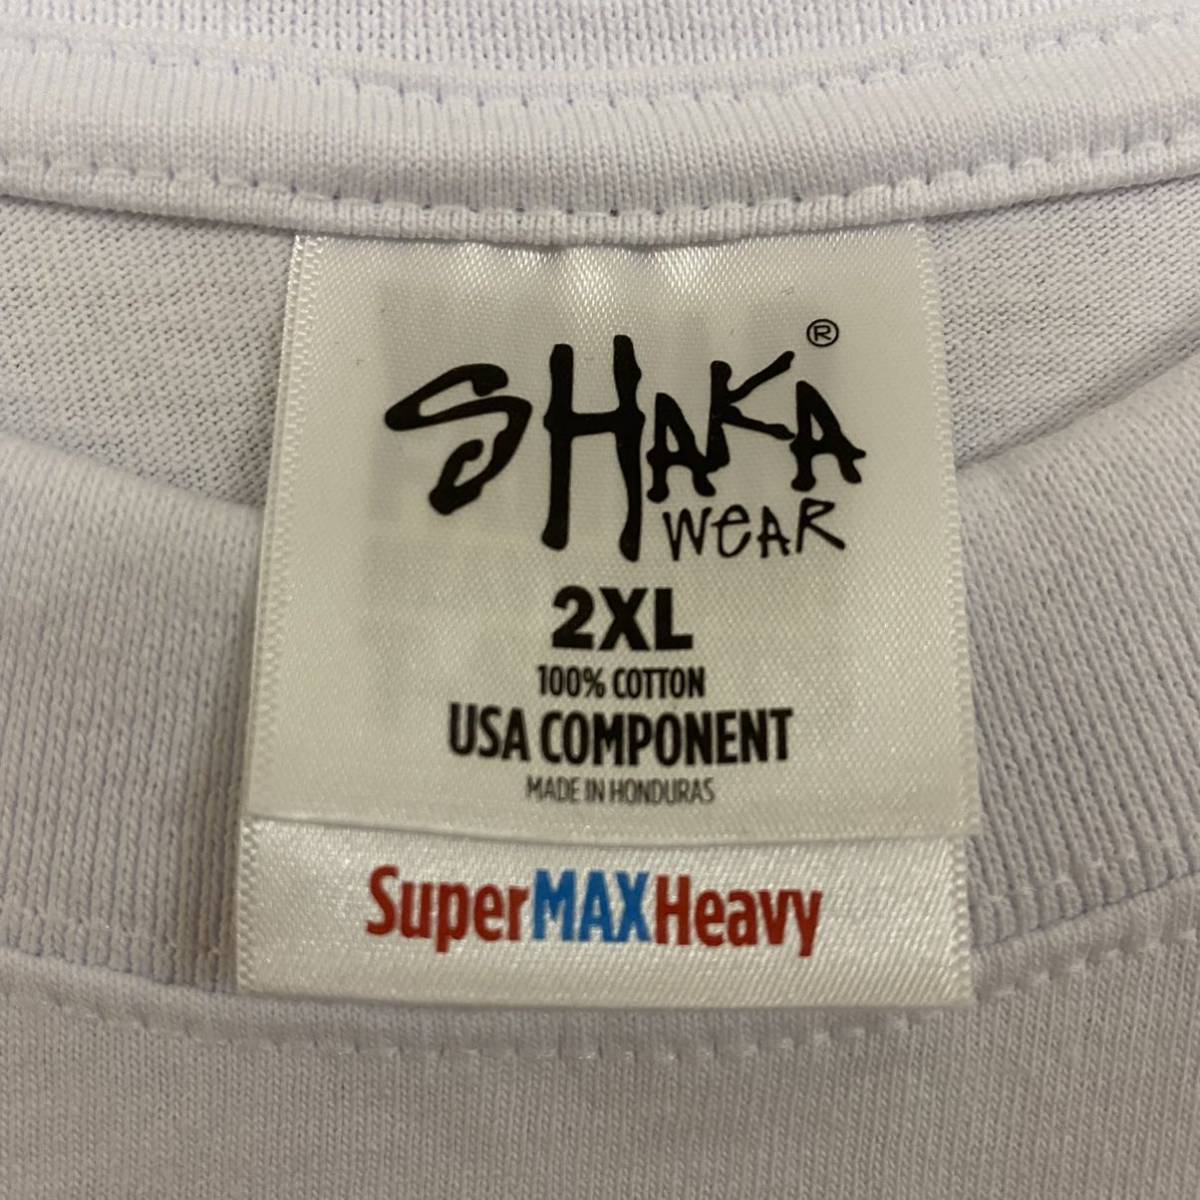 SHAKA ®
WEAR
2XL
100% COTTON
USA COMPONENT
MADE IN HONDURAS
SuperMAXHeavy